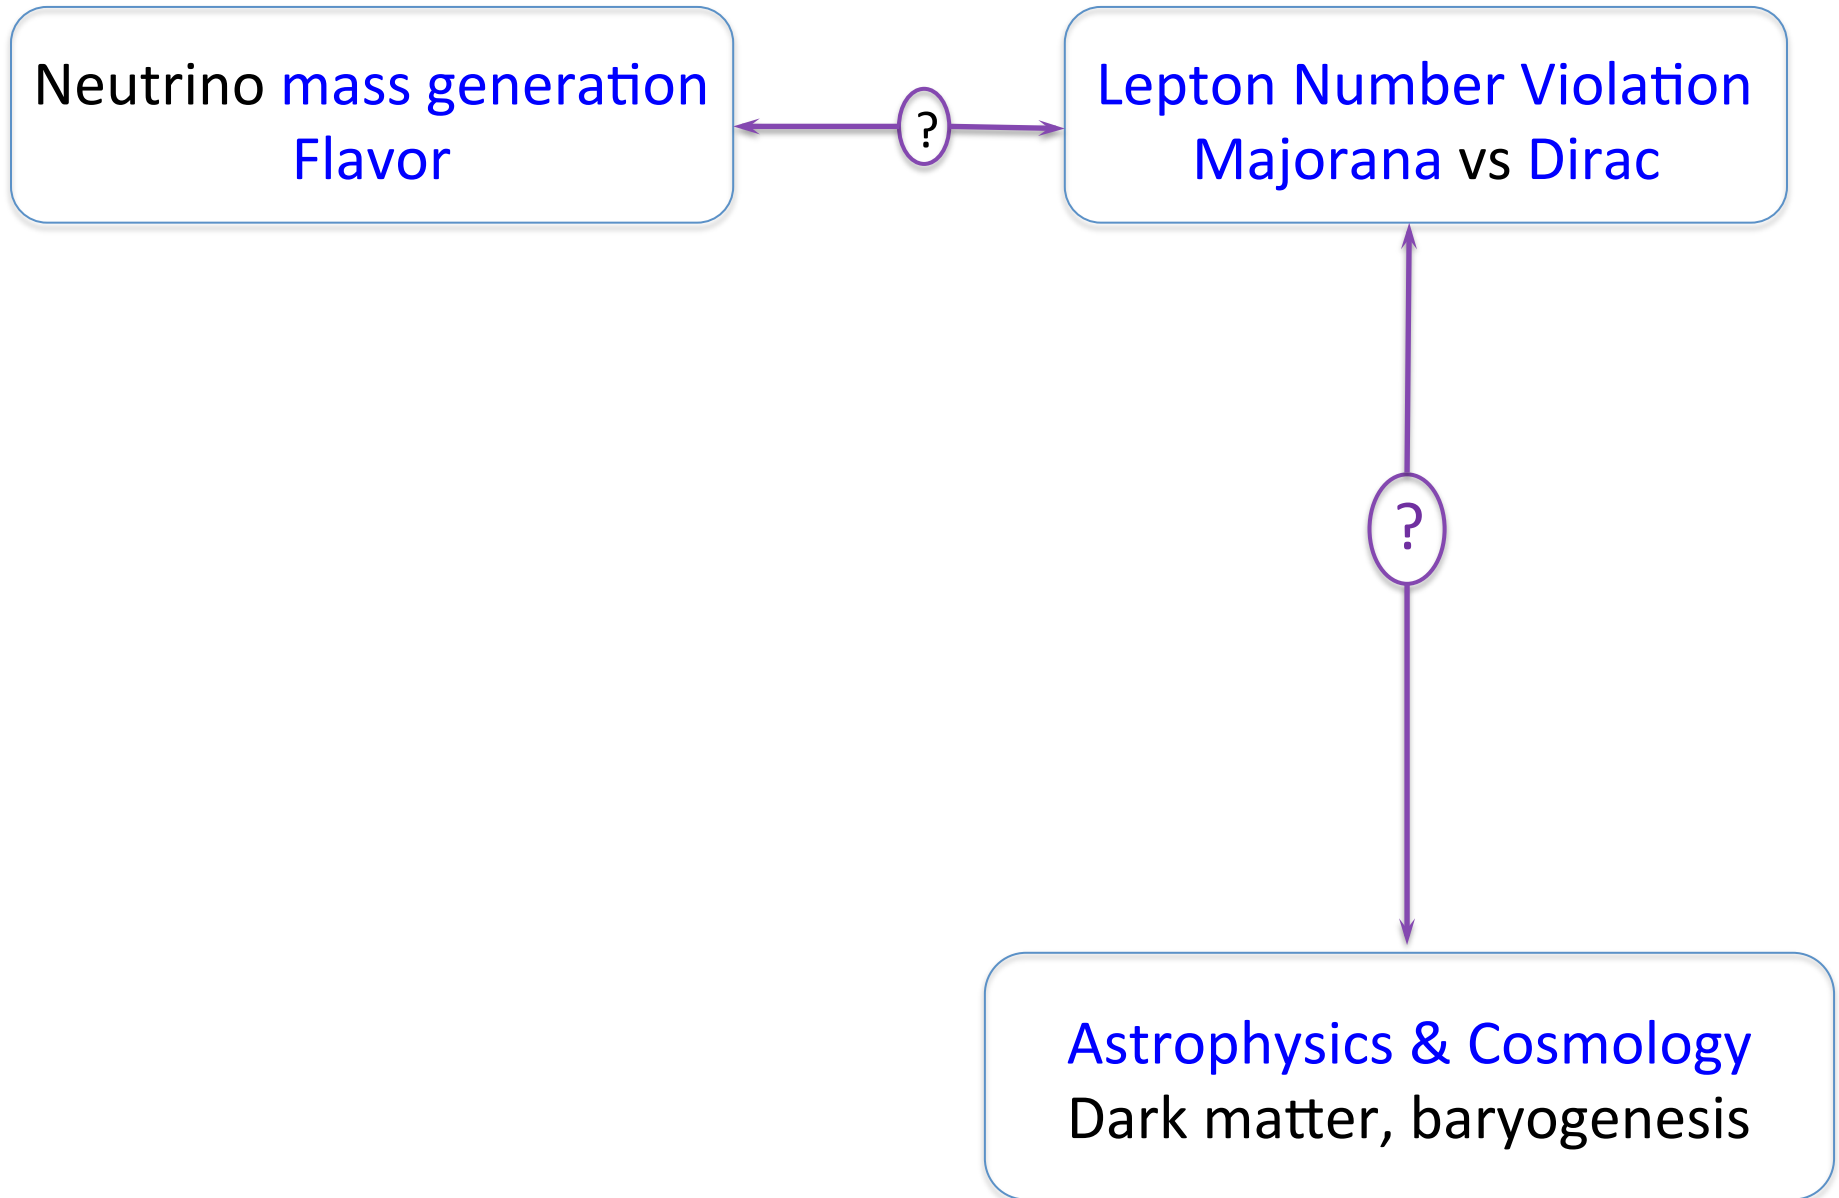 Neutrino mass generation
Flavor
?
Lepton Number Violation
Majorana vs Dirac
?
Astrophysics & Cosmology
Dark matter, baryogenesis